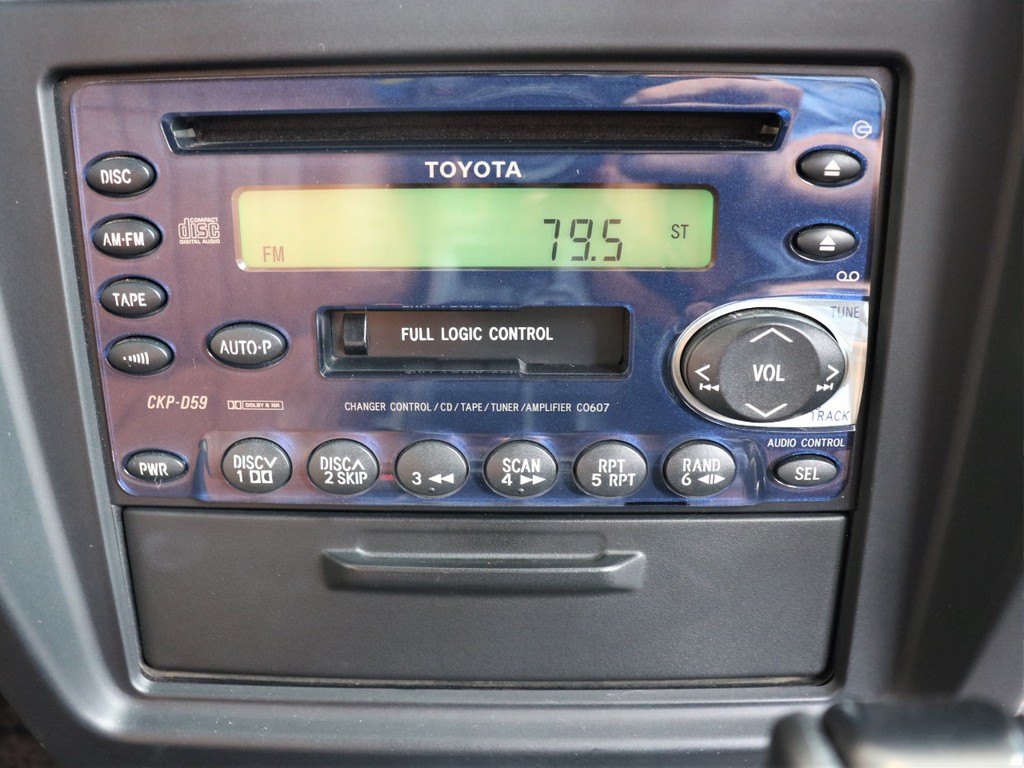 TOYOTA
DISC
COMPACT
disc
DIGITAL AUDIO
AM·FM
FM
79.5
ST
TAPE
AUTO·P
FULL LOGIC CONTROL
TUNE
VOL
TRACK
CKP-D59
DOLBY B NR
CHANGER CONTROL/CD/TAPE/TUNER/AMPLIFIER C0607
AUDIO CONTROL
PWR
DISC
1
DISC
2 SKIP
3
SCAN
4
RPT
5 RPT
RAND
6
SEL